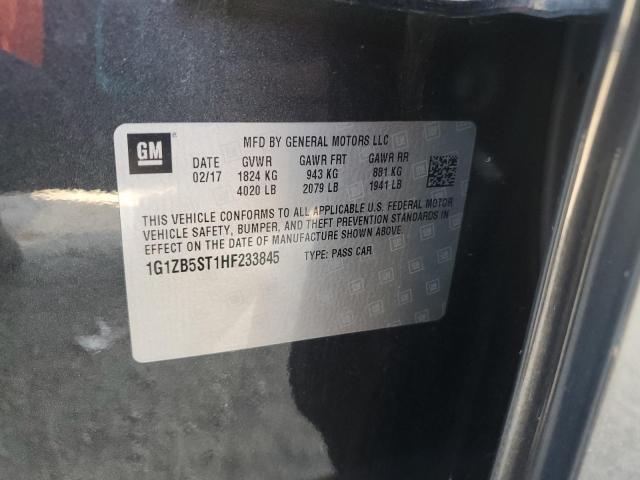 GM
MFD BY GENERAL MOTORS LLC
DATE GVWR GAWR FRT GAWR RR
02/17 1824 KG 943 KG 881 KG
4020 LB 2079 LB 1941 LB
THIS VEHICLE CONFORMS TO ALL APPLICABLE U.S. FEDERAL MOTOR
VEHICLE SAFETY, BUMPER, AND THEFT PREVENTION STANDARDS IN
EFFECT ON THE DATE OF MANUFACTURE SHOWN ABOVE.
1G1ZB5ST1HF233845 TYPE: PASS CAR